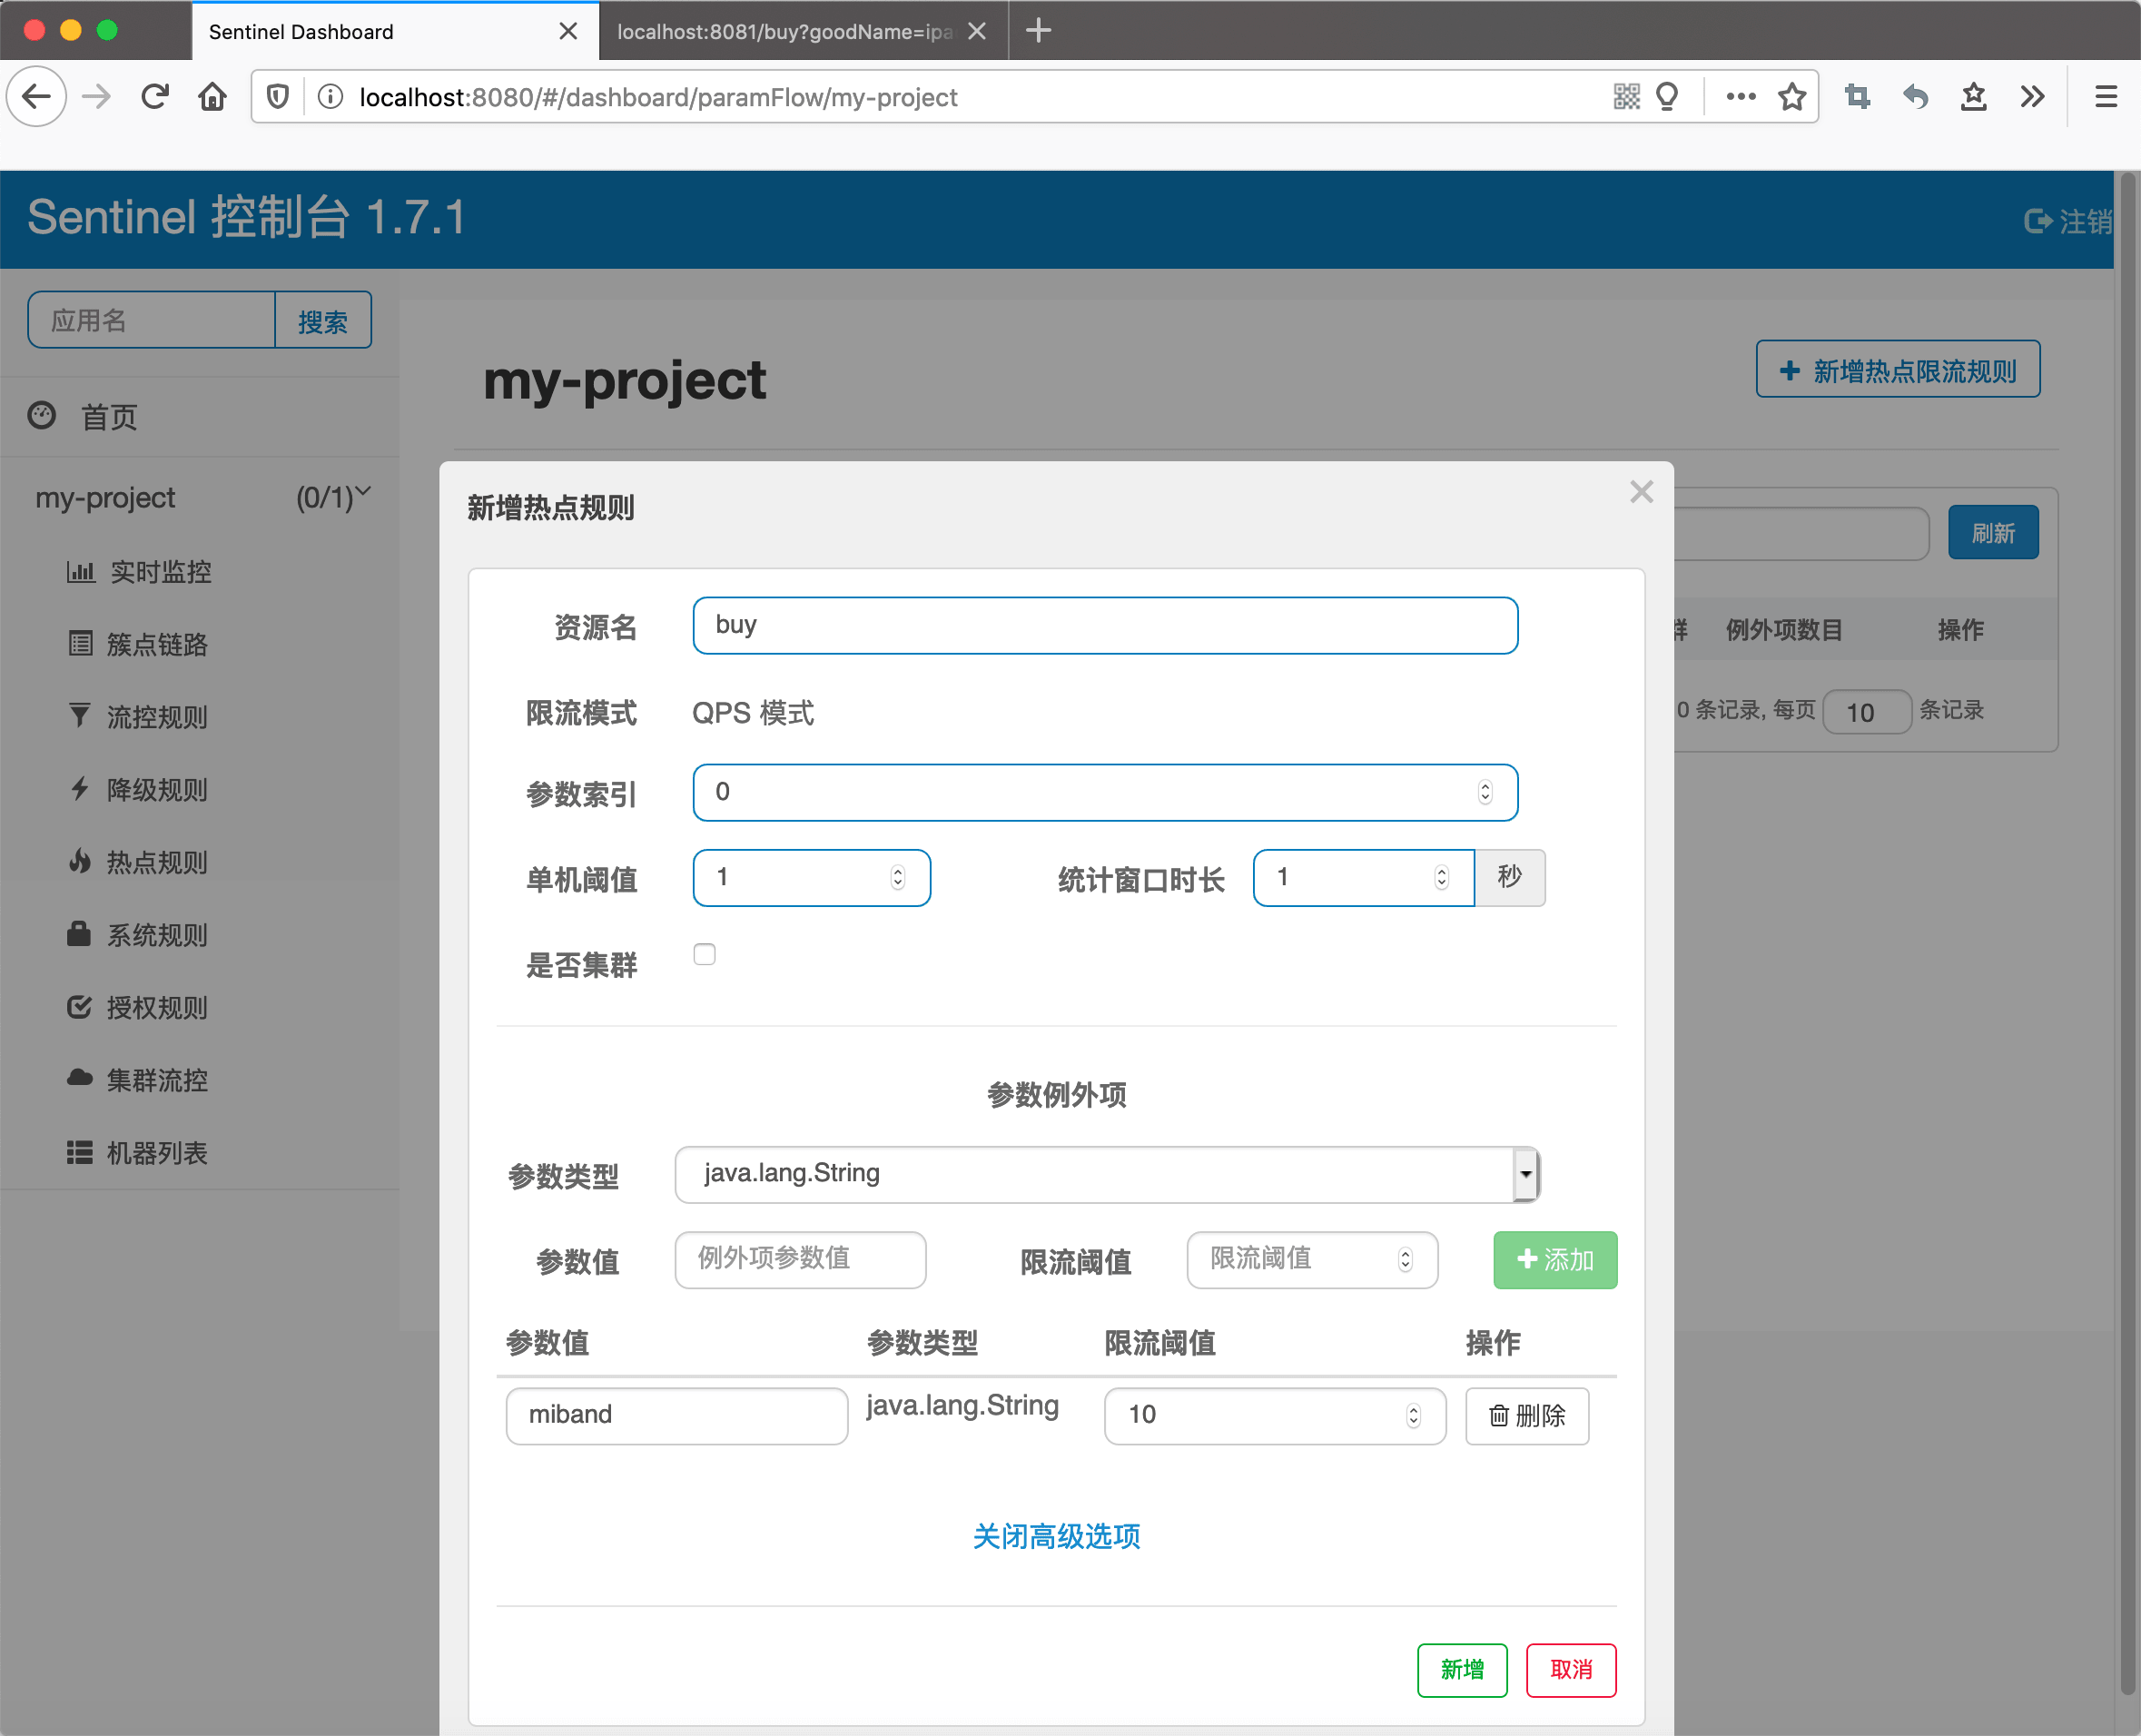 Sentinel Dashboard
localhost:8081/buy?goodName=ipa
localhost:8080/#/dashboard/paramFlow/my-project
Sentinel 控制台 1.7.1
注销
应用名
搜索
首页
my-project (0/1)
实时监控
簇点链路
流控规则
降级规则
热点规则
系统规则
授权规则
集群流控
机器列表
my-project
新增热点限流规则
刷新
群 例外项数目 操作
0 条记录, 每页 10 条记录
新增热点规则
资源名 buy
限流模式 QPS 模式
参数索引 0
单机阈值 1 统计窗口时长 1 秒
是否集群
参数例外项
参数类型 java.lang.String
参数值 例外项参数值 限流阈值 限流阈值 添加
参数值 参数类型 限流阈值 操作
miband java.lang.String 10 删除
关闭高级选项
新增 取消